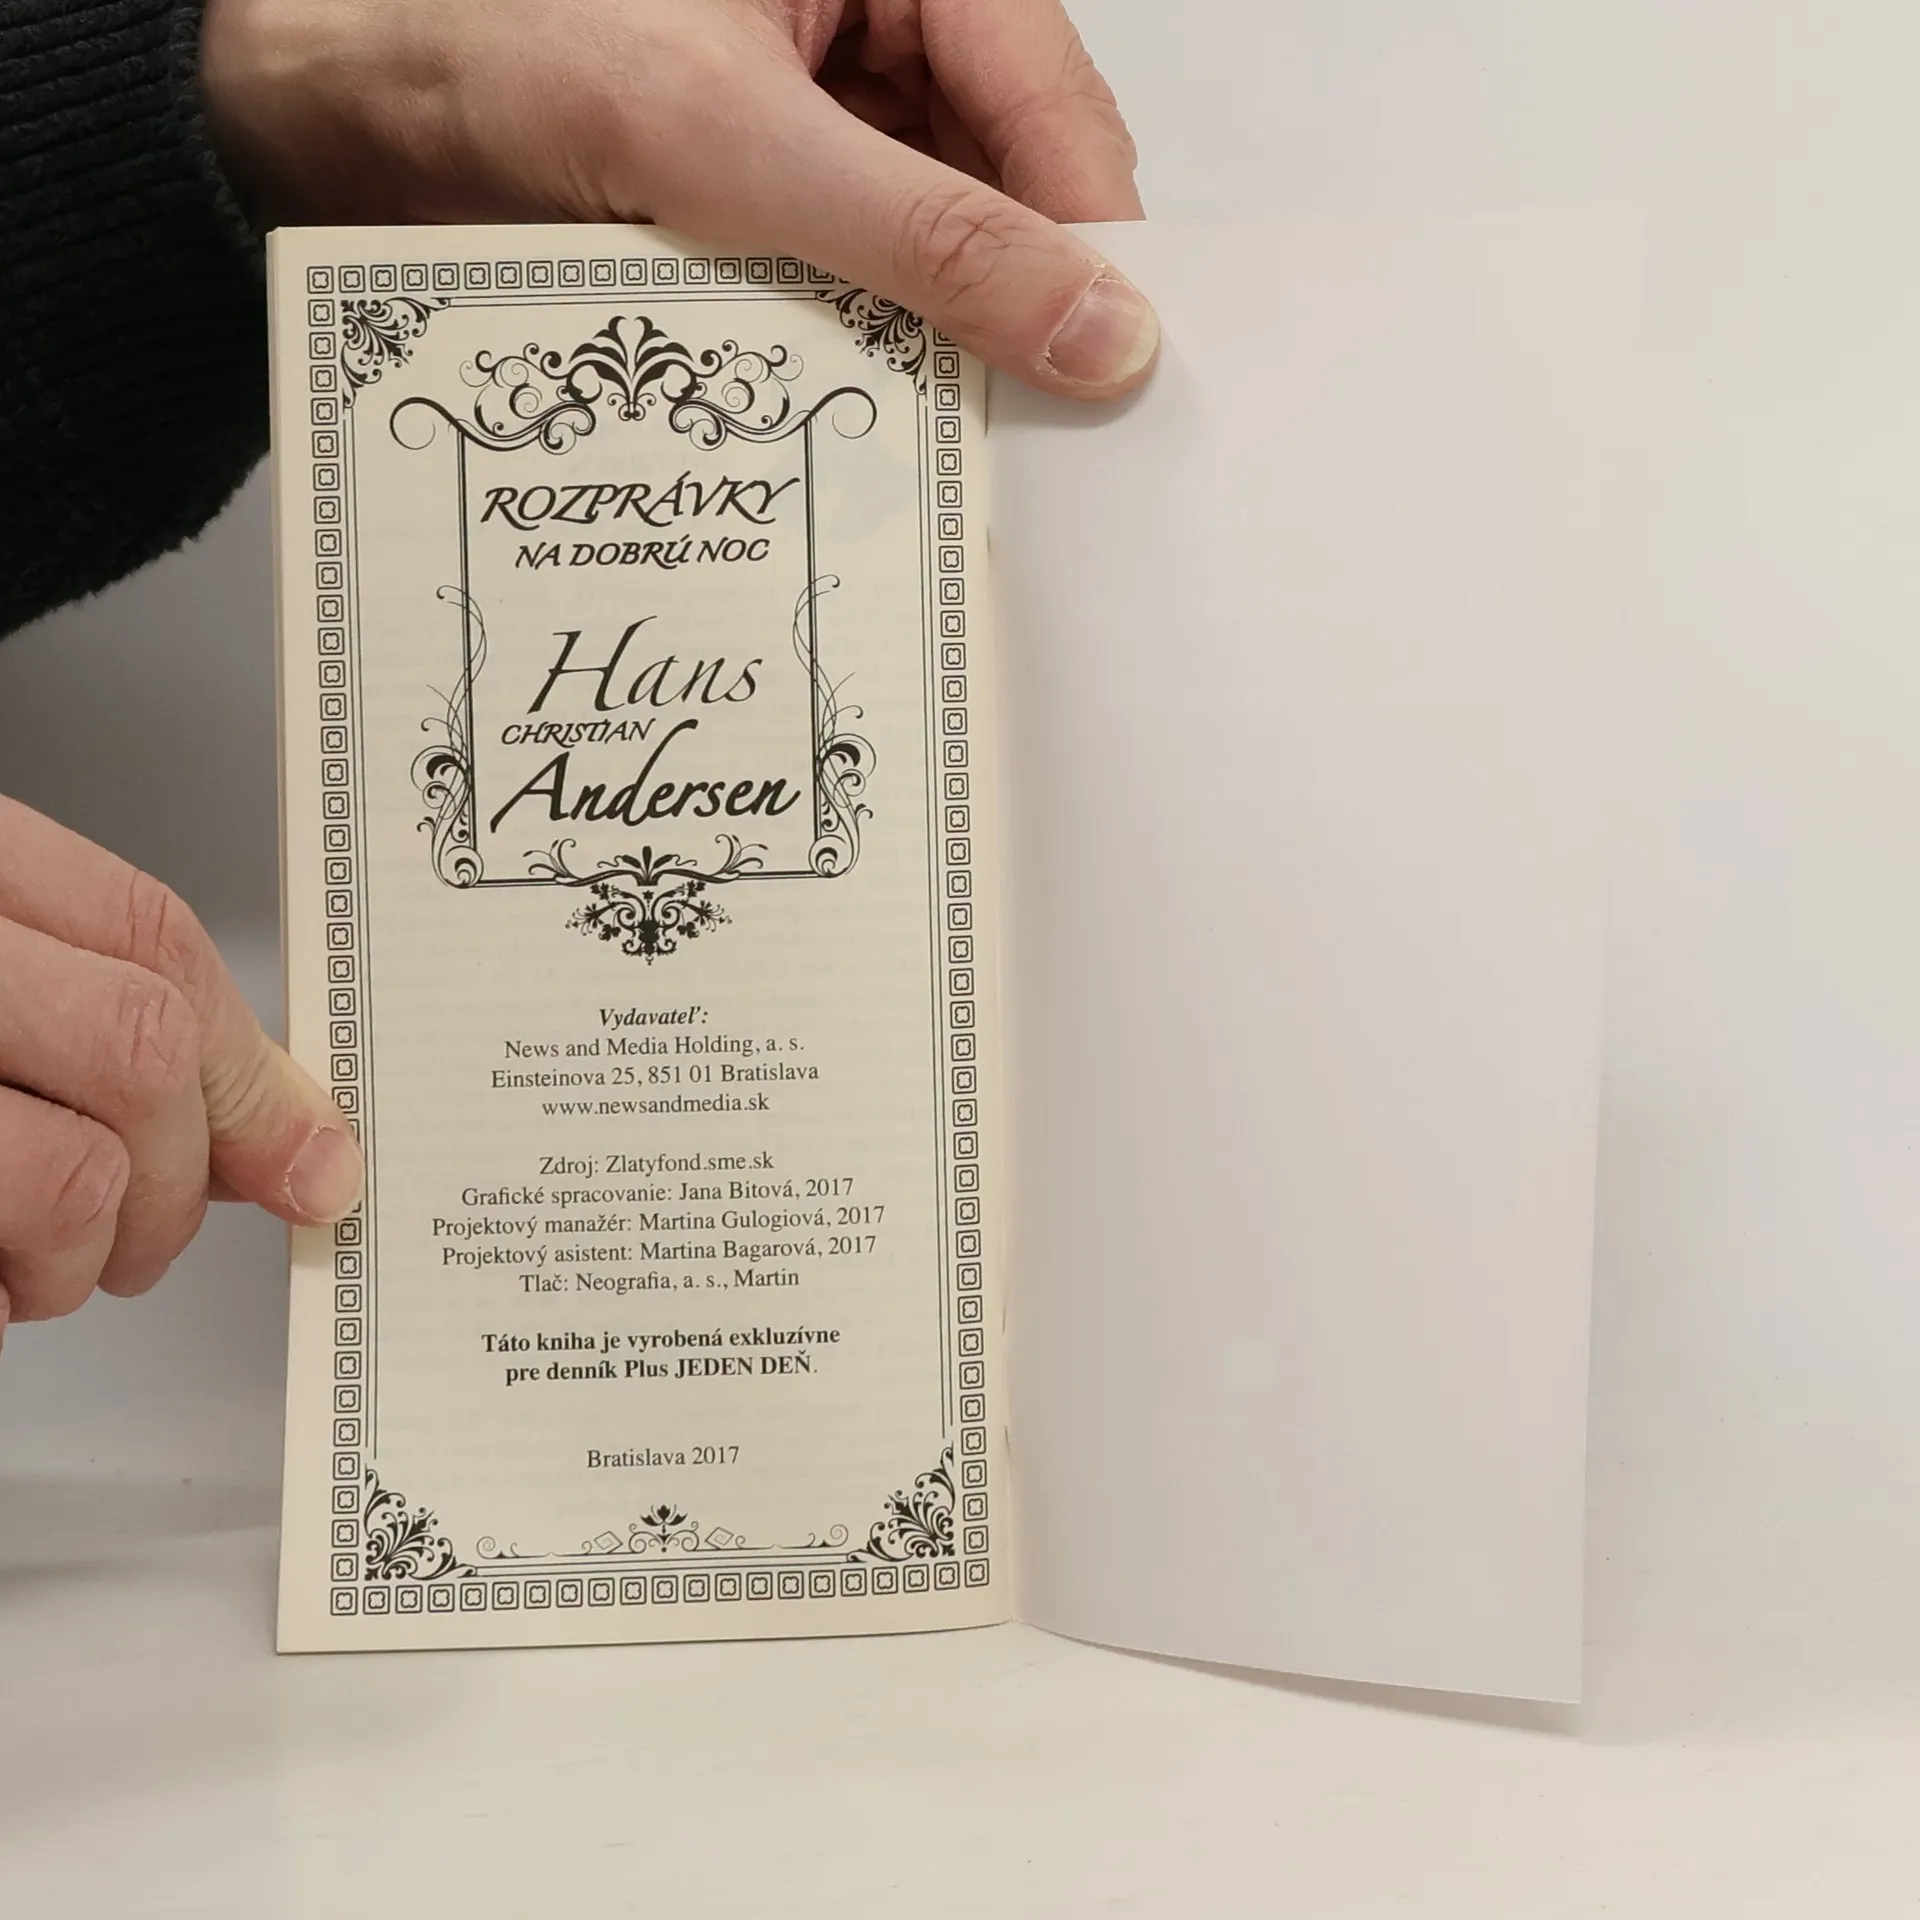 ROZPRÁVKY
NA DOBRÚ NOC
Hans
CHRISTIAN
Andersen
Vydavateľ:
News and Media Holding, a. s.
Einsteinova 25, 851 01 Bratislava
www.newsandmedia.sk
Zdroj: Zlatyfond.sme.sk
Grafické spracovanie: Jana Bitová, 2017
Projektový manažér: Martina Gulogiová, 2017
Projektový asistent: Martina Bagarová, 2017
Tlač: Neografia, a. s., Martin
Táto kniha je vyrobená exkluzívne
pre denník Plus JEDEN DEŇ.
Bratislava 2017